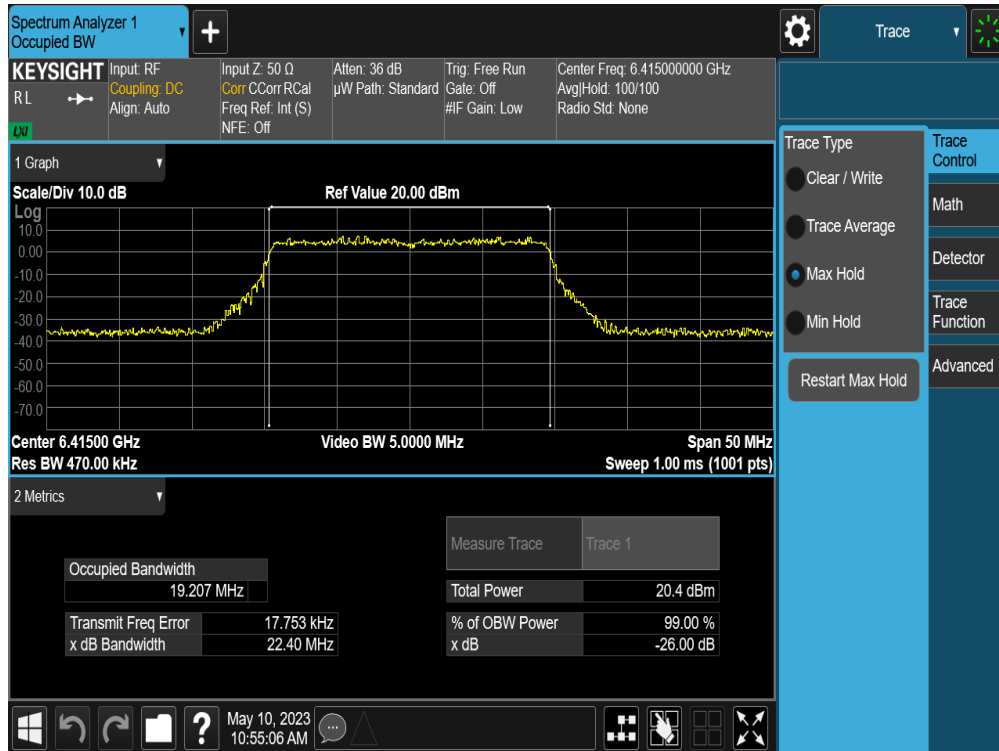 Spectrum Analyzer 1
Occupied BW
+
Trace
KEYSIGHT
RL
LXI
Input: RF
Coupling: DC
Align: Auto
Input Z: 50 Ω
Corr CCorr RCal
Freq Ref: Int (S)
NFE: Off
Atten: 36 dB
µW Path: Standard
Trig: Free Run
Gate: Off
#IF Gain: Low
Center Freq: 6.415000000 GHz
Avg|Hold: 100/100
Radio Std: None
1 Graph
Scale/Div 10.0 dB
Ref Value 20.00 dBm
Log
10.0
0.00
-10.0
-20.0
-30.0
-40.0
-50.0
-60.0
-70.0
Center 6.41500 GHz
Video BW 5.0000 MHz
Span 50 MHz
Res BW 470.00 kHz
Sweep 1.00 ms (1001 pts)
2 Metrics
Measure Trace
Trace 1
Occupied Bandwidth
19.207 MHz
Total Power
20.4 dBm
Transmit Freq Error
17.753 kHz
% of OBW Power
99.00 %
x dB Bandwidth
22.40 MHz
x dB
-26.00 dB
Trace Type
Clear / Write
Trace Average
Max Hold
Min Hold
Restart Max Hold
Trace
Control
Math
Detector
Trace
Function
Advanced
?
May 10, 2023
10:55:06 AM